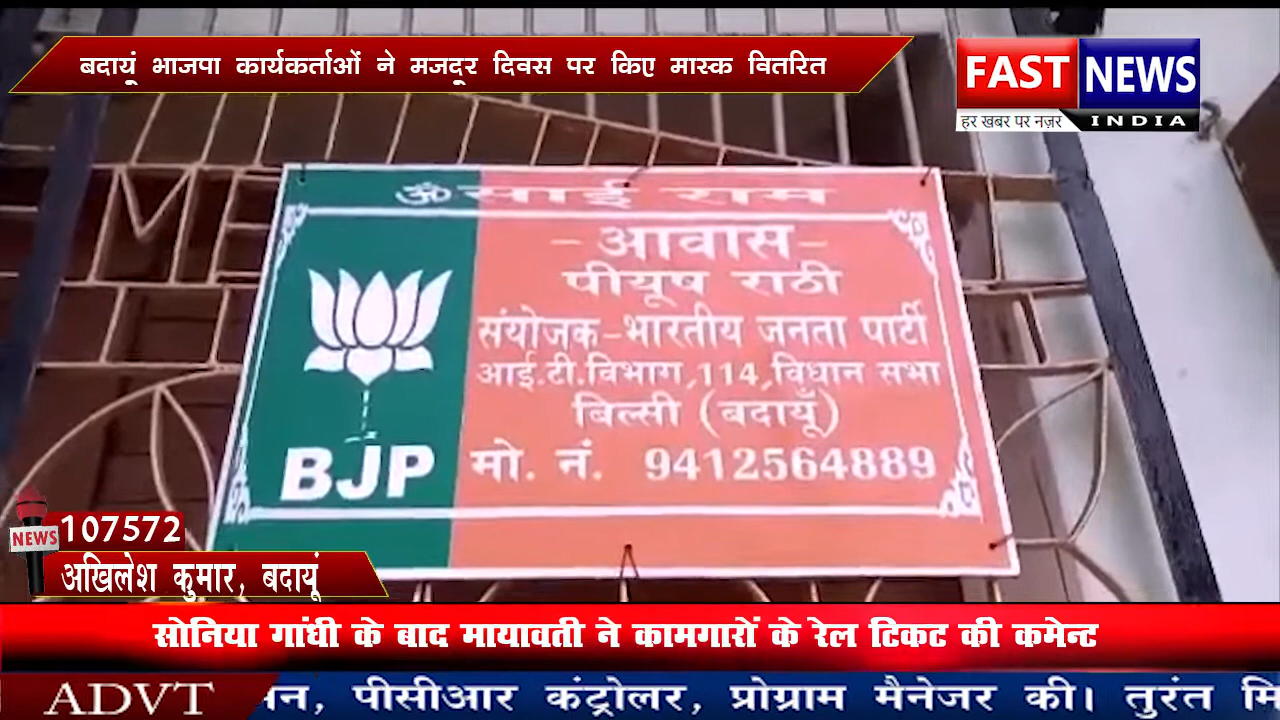 बदायूं भाजपा कार्यकर्ताओं ने मजदूर दिवस पर किए मास्क वितरित
FAST NEWS
हर खबर पर नज़र INDIA
ॐ साई राम
-आवास-
पीयूष राठी
संयोजक-भारतीय जनता पार्टी
आई.टी.विभाग,114,विधान सभा
बिल्सी (बदायूँ)
BJP मो. नं. 9412564889
NEWS 107572
अखिलेश कुमार, बदायूं
सोनिया गांधी के बाद मायावती ने कामगारों के रेल टिकट की कमेन्ट
ADVT पीसीआर कंट्रोलर, प्रोग्राम मैनेजर की। तुरंत